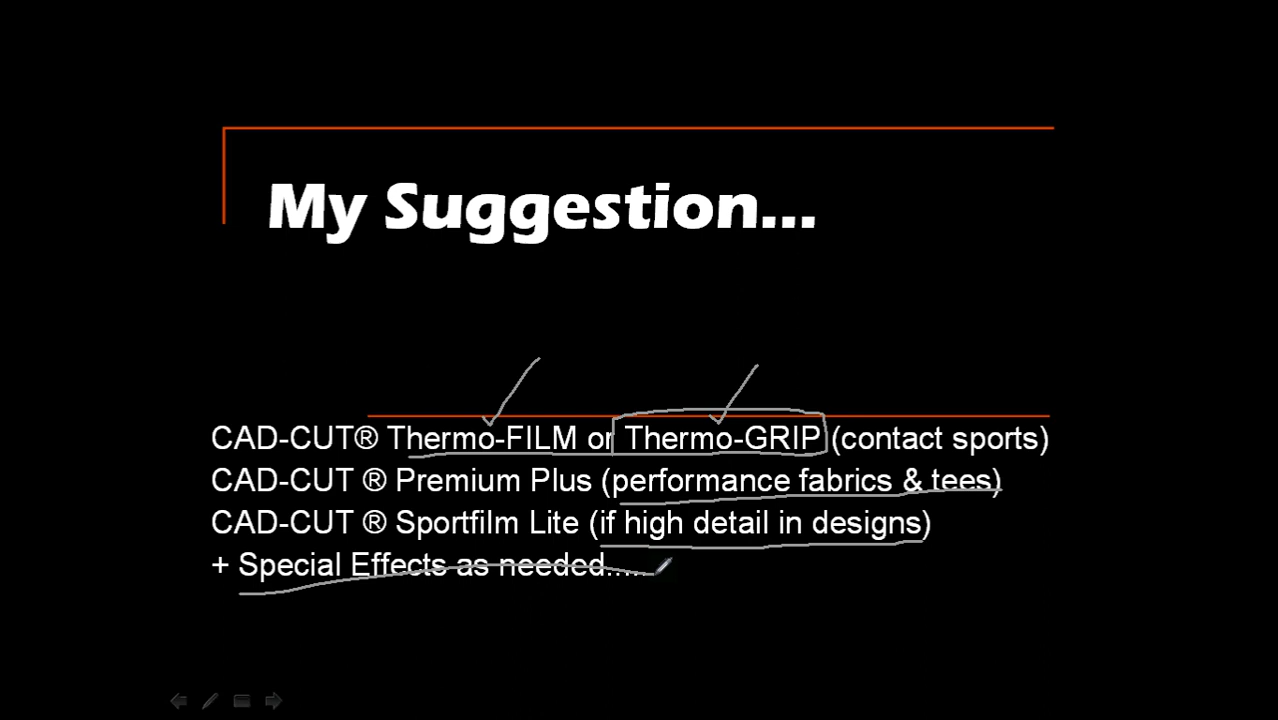 My Suggestion...
CAD-CUT® Thermo-FILM or Thermo-GRIP (contact sports)
CAD-CUT ® Premium Plus (performance fabrics & tees)
CAD-CUT ® Sportfilm Lite (if high detail in designs)
+ Special Effects as needed.....